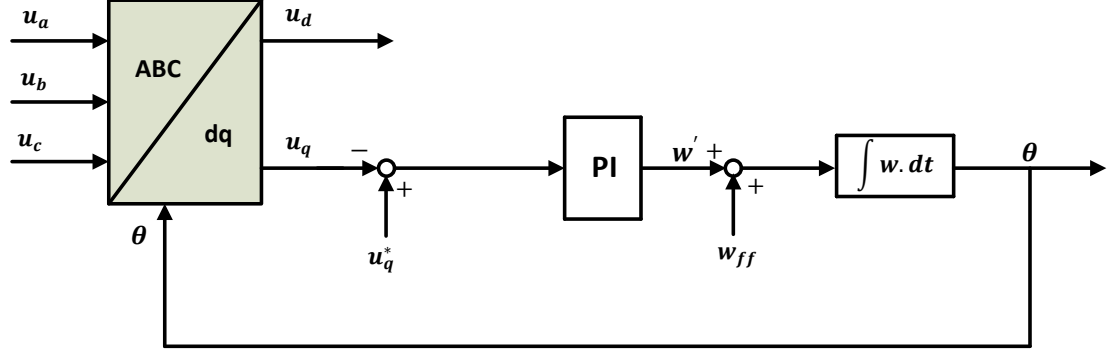 u_a
u_d
ABC
u_b
dq
u_c
u_q
−
+
PI
w′
+
+
∫ w. dt
θ
θ
u_q^*
w_ff